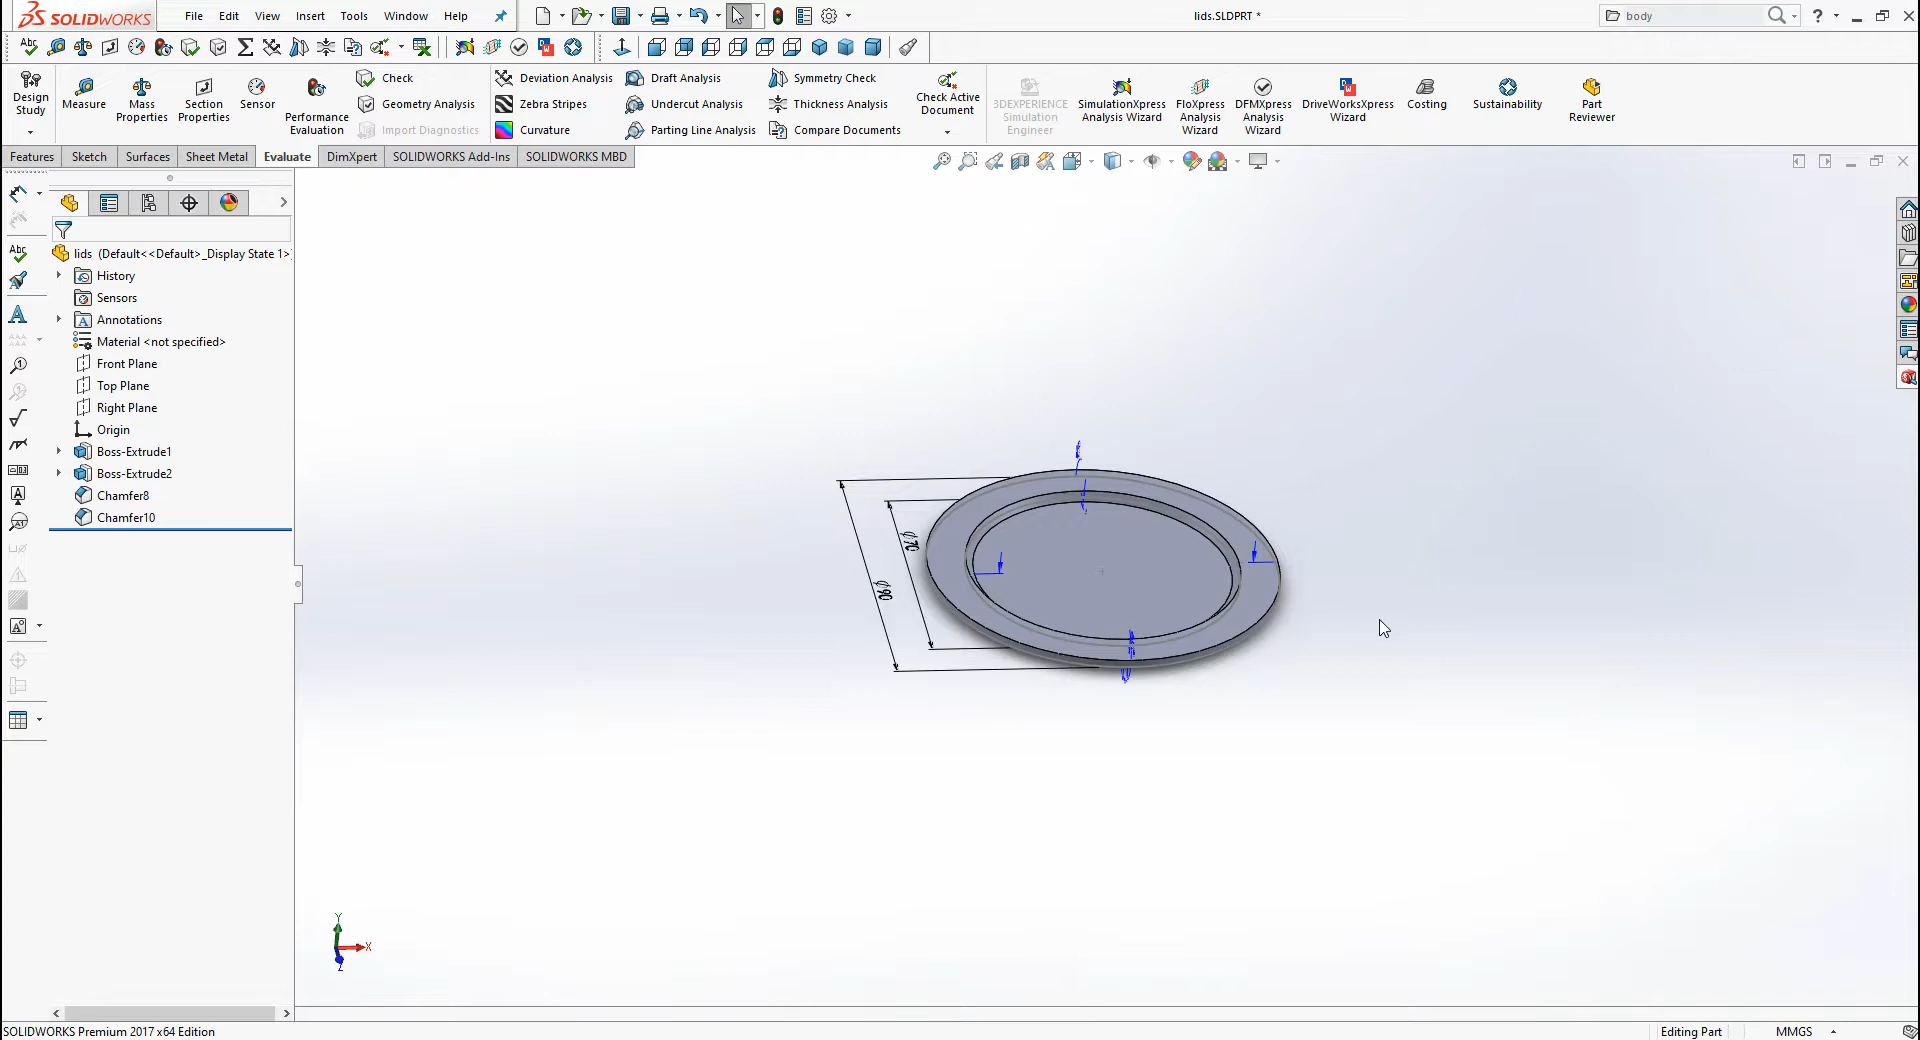 SOLIDWORKS
File Edit View Insert Tools Window Help
lids.SLDPRT *
body
Design Study
Measure
Mass Properties
Section Properties
Sensor
Performance Evaluation
Check
Geometry Analysis
Import Diagnostics
Deviation Analysis
Zebra Stripes
Curvature
Draft Analysis
Undercut Analysis
Parting Line Analysis
Symmetry Check
Thickness Analysis
Compare Documents
Check Active Document
3DEXPERIENCE Simulation Engineer
SimulationXpress Analysis Wizard
FloXpress Analysis Wizard
DFMXpress Analysis Wizard
DriveWorksXpress Wizard
Costing
Sustainability
Part Reviewer
Features Sketch Surfaces Sheet Metal Evaluate DimXpert SOLIDWORKS Add-Ins SOLIDWORKS MBD
lids (Default<<Default>_Display State 1>
History
Sensors
Annotations
Material <not specified>
Front Plane
Top Plane
Right Plane
Origin
Boss-Extrude1
Boss-Extrude2
Chamfer8
Chamfer10
Ø70
Ø90
Y
X
Z
SOLIDWORKS Premium 2017 x64 Edition
Editing Part
MMGS